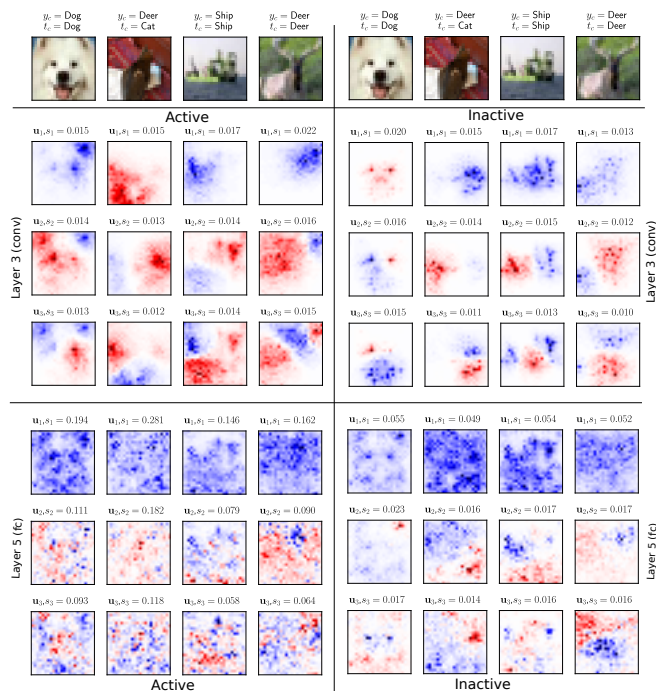 y_c = Dog y_c = Deer y_c = Ship y_c = Deer y_c = Dog y_c = Deer y_c = Ship y_c = Deer
t_c = Dog t_c = Cat t_c = Ship t_c = Deer t_c = Dog t_c = Cat t_c = Ship t_c = Deer
Active Inactive
u₁,s₁ = 0.015 u₁,s₁ = 0.015 u₁,s₁ = 0.017 u₁,s₁ = 0.022 u₁,s₁ = 0.020 u₁,s₁ = 0.015 u₁,s₁ = 0.017 u₁,s₁ = 0.013
u₂,s₂ = 0.014 u₂,s₂ = 0.013 u₂,s₂ = 0.014 u₂,s₂ = 0.016 u₂,s₂ = 0.016 u₂,s₂ = 0.014 u₂,s₂ = 0.015 u₂,s₂ = 0.012
Layer 3 (conv) Layer 3 (conv)
u₃,s₃ = 0.013 u₃,s₃ = 0.012 u₃,s₃ = 0.014 u₃,s₃ = 0.015 u₃,s₃ = 0.015 u₃,s₃ = 0.011 u₃,s₃ = 0.013 u₃,s₃ = 0.010
u₁,s₁ = 0.194 u₁,s₁ = 0.281 u₁,s₁ = 0.146 u₁,s₁ = 0.162 u₁,s₁ = 0.055 u₁,s₁ = 0.049 u₁,s₁ = 0.054 u₁,s₁ = 0.052
u₂,s₂ = 0.111 u₂,s₂ = 0.182 u₂,s₂ = 0.079 u₂,s₂ = 0.090 u₂,s₂ = 0.023 u₂,s₂ = 0.016 u₂,s₂ = 0.017 u₂,s₂ = 0.017
Layer 5 (fc) Layer 5 (fc)
u₃,s₃ = 0.093 u₃,s₃ = 0.118 u₃,s₃ = 0.058 u₃,s₃ = 0.064 u₃,s₃ = 0.017 u₃,s₃ = 0.014 u₃,s₃ = 0.016 u₃,s₃ = 0.016
Active Inactive